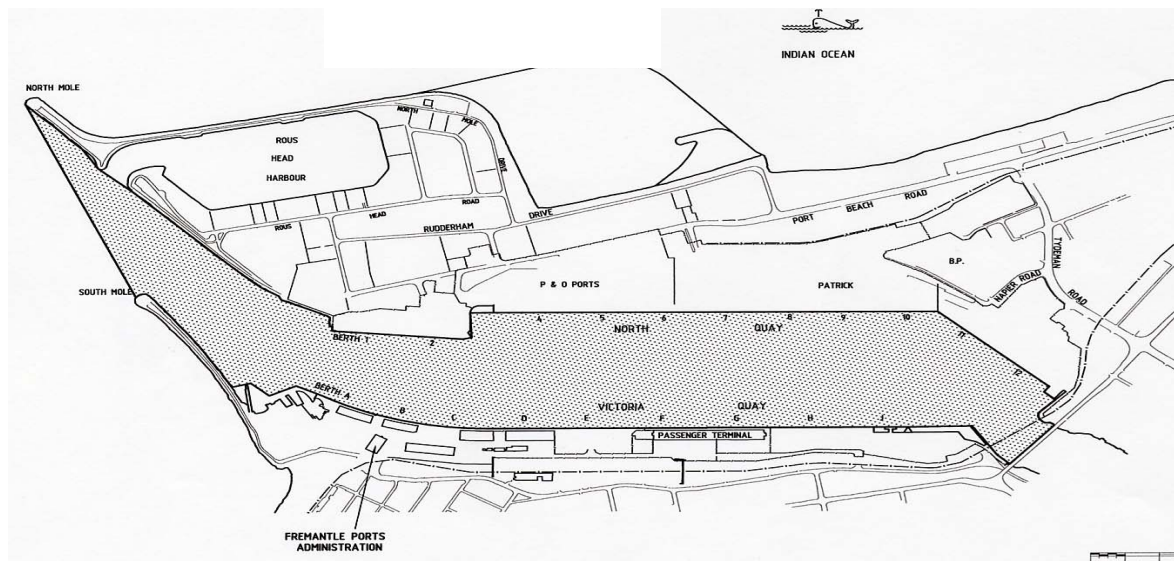 T
INDIAN OCEAN
NORTH MOLE
NORTH
MOLE
DRIVE
ROUS
HEAD
HARBOUR
ROUS
HEAD
ROAD
RUDDERHAM
DRIVE
PORT BEACH ROAD
TYDEMAN
ROAD
B.P.
NAPIER ROAD
SOUTH MOLE
P & O PORTS
PATRICK
BERTH 1
2
4 5 6 7 8 9 10
11
12
NORTH QUAY
BERTH A
B
C
D E F G H J
VICTORIA QUAY
PASSENGER TERMINAL
FREMANTLE PORTS
ADMINISTRATION